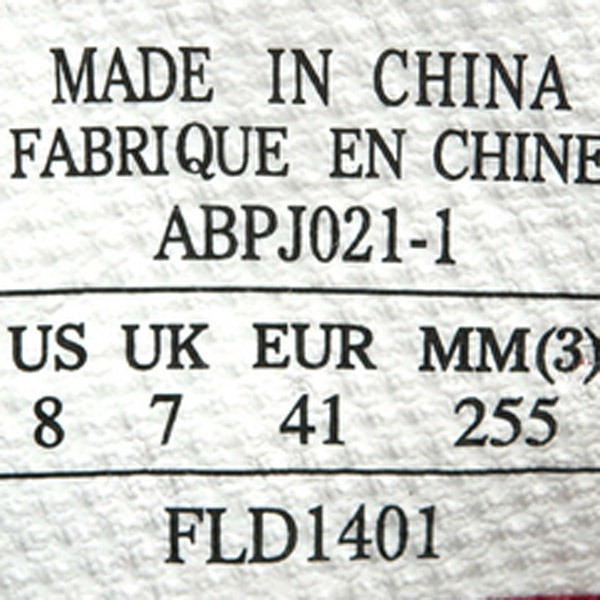 MADE IN CHINA
FABRIQUE EN CHINE
ABPJ021-1
US UK EUR MM(3)
8 7 41 255
FLD1401